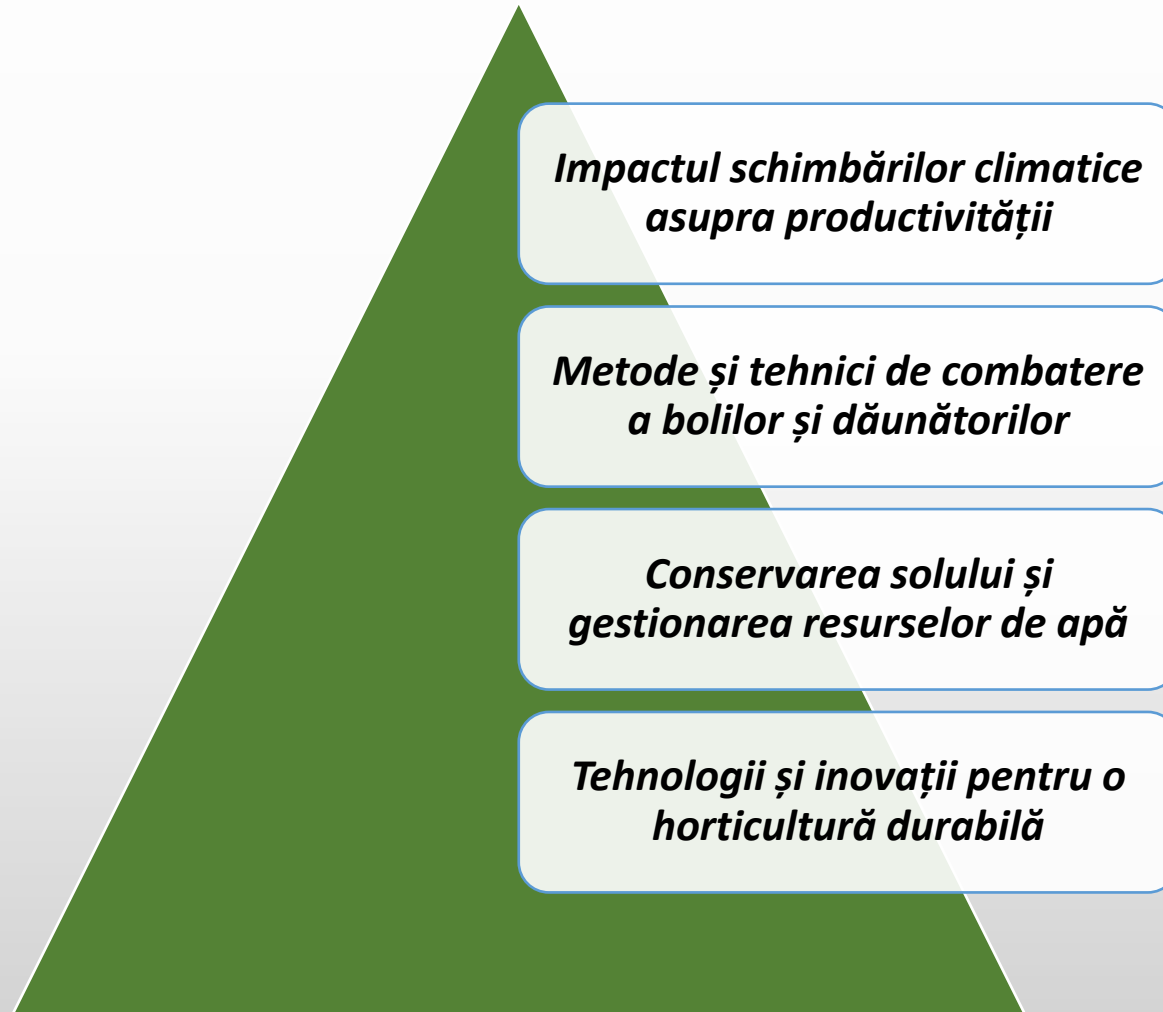 Impactul schimbărilor climatice
asupra productivității
Metode și tehnici de combatere
a bolilor și dăunătorilor
Conservarea solului și
gestionarea resurselor de apă
Tehnologii și inovații pentru o
horticultură durabilă